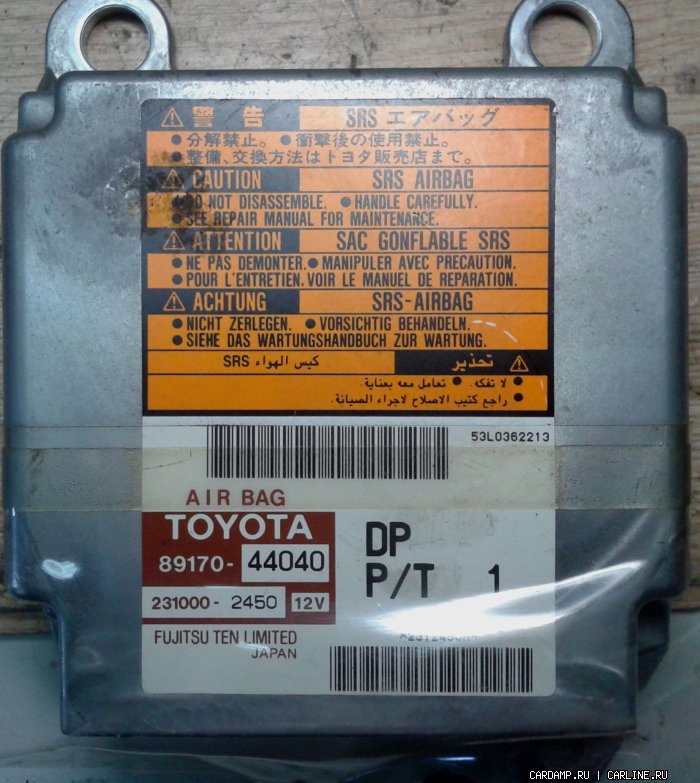 ⚠ 警告 SRS エアバッグ
●分解禁止。 ●衝撃後の使用禁止。
●整備、交換方法はトヨタ販売店まで。
⚠ CAUTION SRS AIRBAG
●DO NOT DISASSEMBLE. ●HANDLE CAREFULLY.
●SEE REPAIR MANUAL FOR MAINTENANCE.
⚠ ATTENTION SAC GONFLABLE SRS
●NE PAS DEMONTER. ●MANIPULER AVEC PRECAUTION.
●POUR L'ENTRETIEN. VOIR LE MANUEL DE REPARATION.
⚠ ACHTUNG SRS-AIRBAG
●NICHT ZERLEGEN. ●VORSICHTIG BEHANDELN.
●SIEHE DAS WARTUNGSHANDBUCH ZUR WARTUNG.
⚠ تحذير كيس الهواء SRS
● لا تفكه. ● تعامل معه بعناية.
● راجع كتيب الاصلاح لاجراء الصيانة.
53L0362213
AIR BAG
TOYOTA
89170- 44040
231000- 2450 12V
DP
P/T 1
FUJITSU TEN LIMITED
JAPAN
CARDAMP.RU | CARLINE.RU